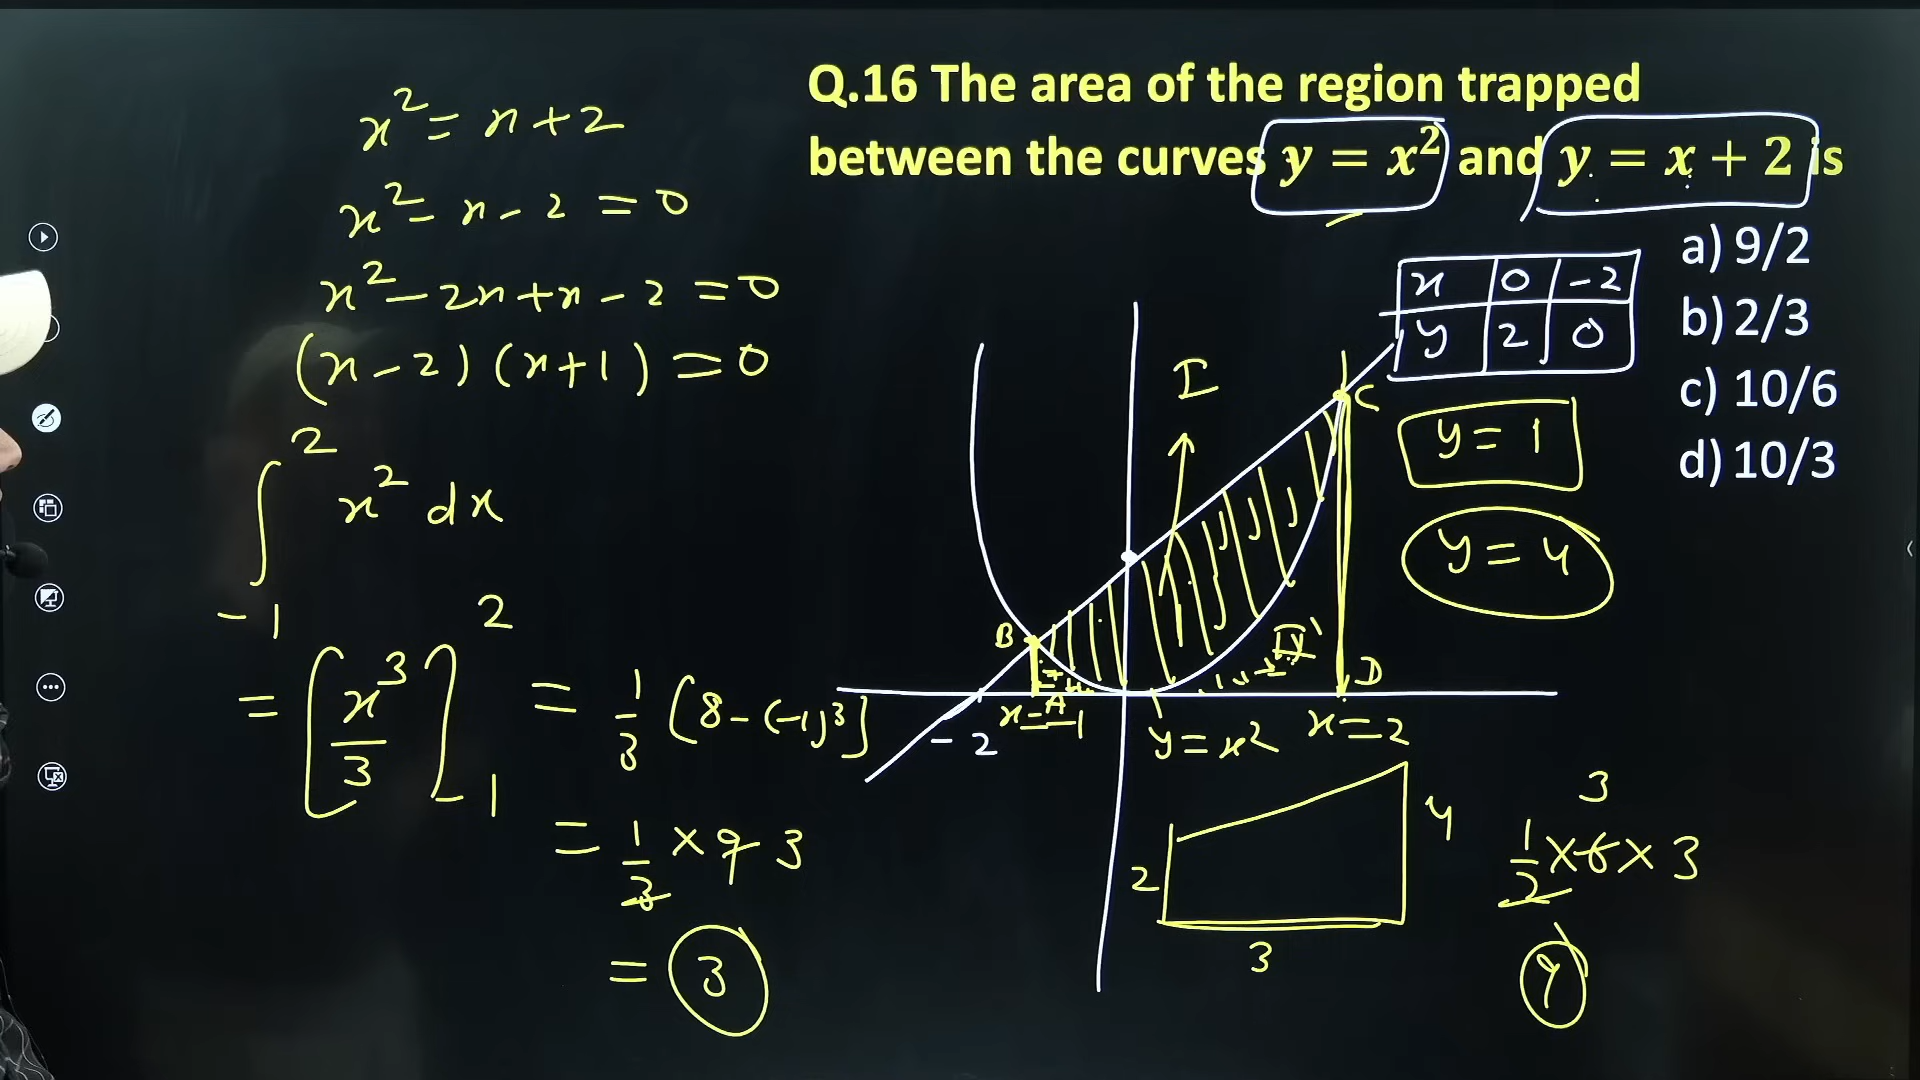 Q.16 The area of the region trapped
between the curves y = x² and y = x + 2 is
a) 9/2
b) 2/3
c) 10/6
d) 10/3
x² = x + 2
x² - x - 2 = 0
x² - 2x + x - 2 = 0
(x - 2) (x + 1) = 0
∫₋₁² x² dx
= [x³/3]₋₁² = 1/3 [8 - (-1)³]
= 1/3 × 9 3
= 3
x | 0 | -2
y | 2 | 0
y = 1
y = 4
I
C
B
D
A
-2
x = -1
y = x²
x = 2
2
4
3
3
1/2 × 6 × 3
9